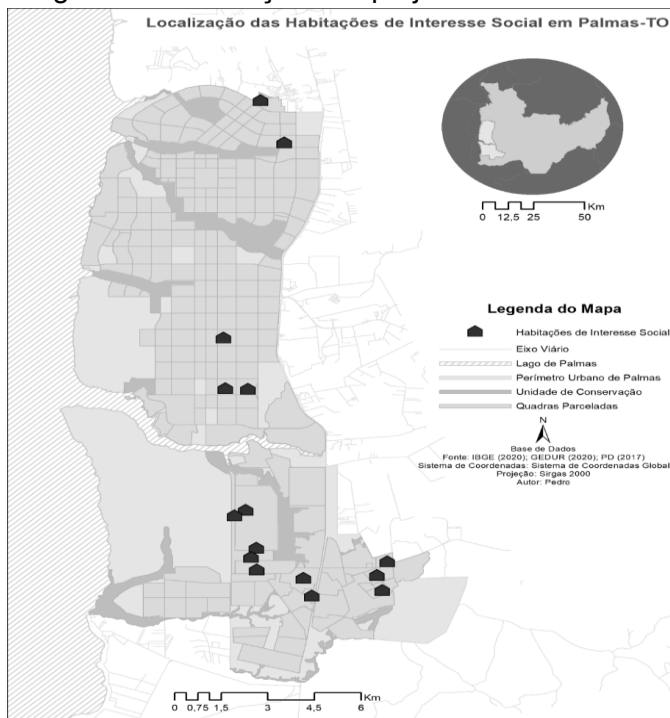 Localização das Habitações de Interesse Social em Palmas-TO
Km
0 12,5 25 50
Legenda do Mapa
Habitações de Interesse Social
Eixo Viário
Lago de Palmas
Perímetro Urbano de Palmas
Unidade de Conservação
Quadras Parceladas
N
Base de Dados
Fonte: IBGE (2020); GEDUR (2020); PD (2017)
Sistema de Coordenadas: Sistema de Coordenadas Global
Projeção: Sirgas 2000
Autor: Pedro
Km
0 0,75 1,5 3 4,5 6